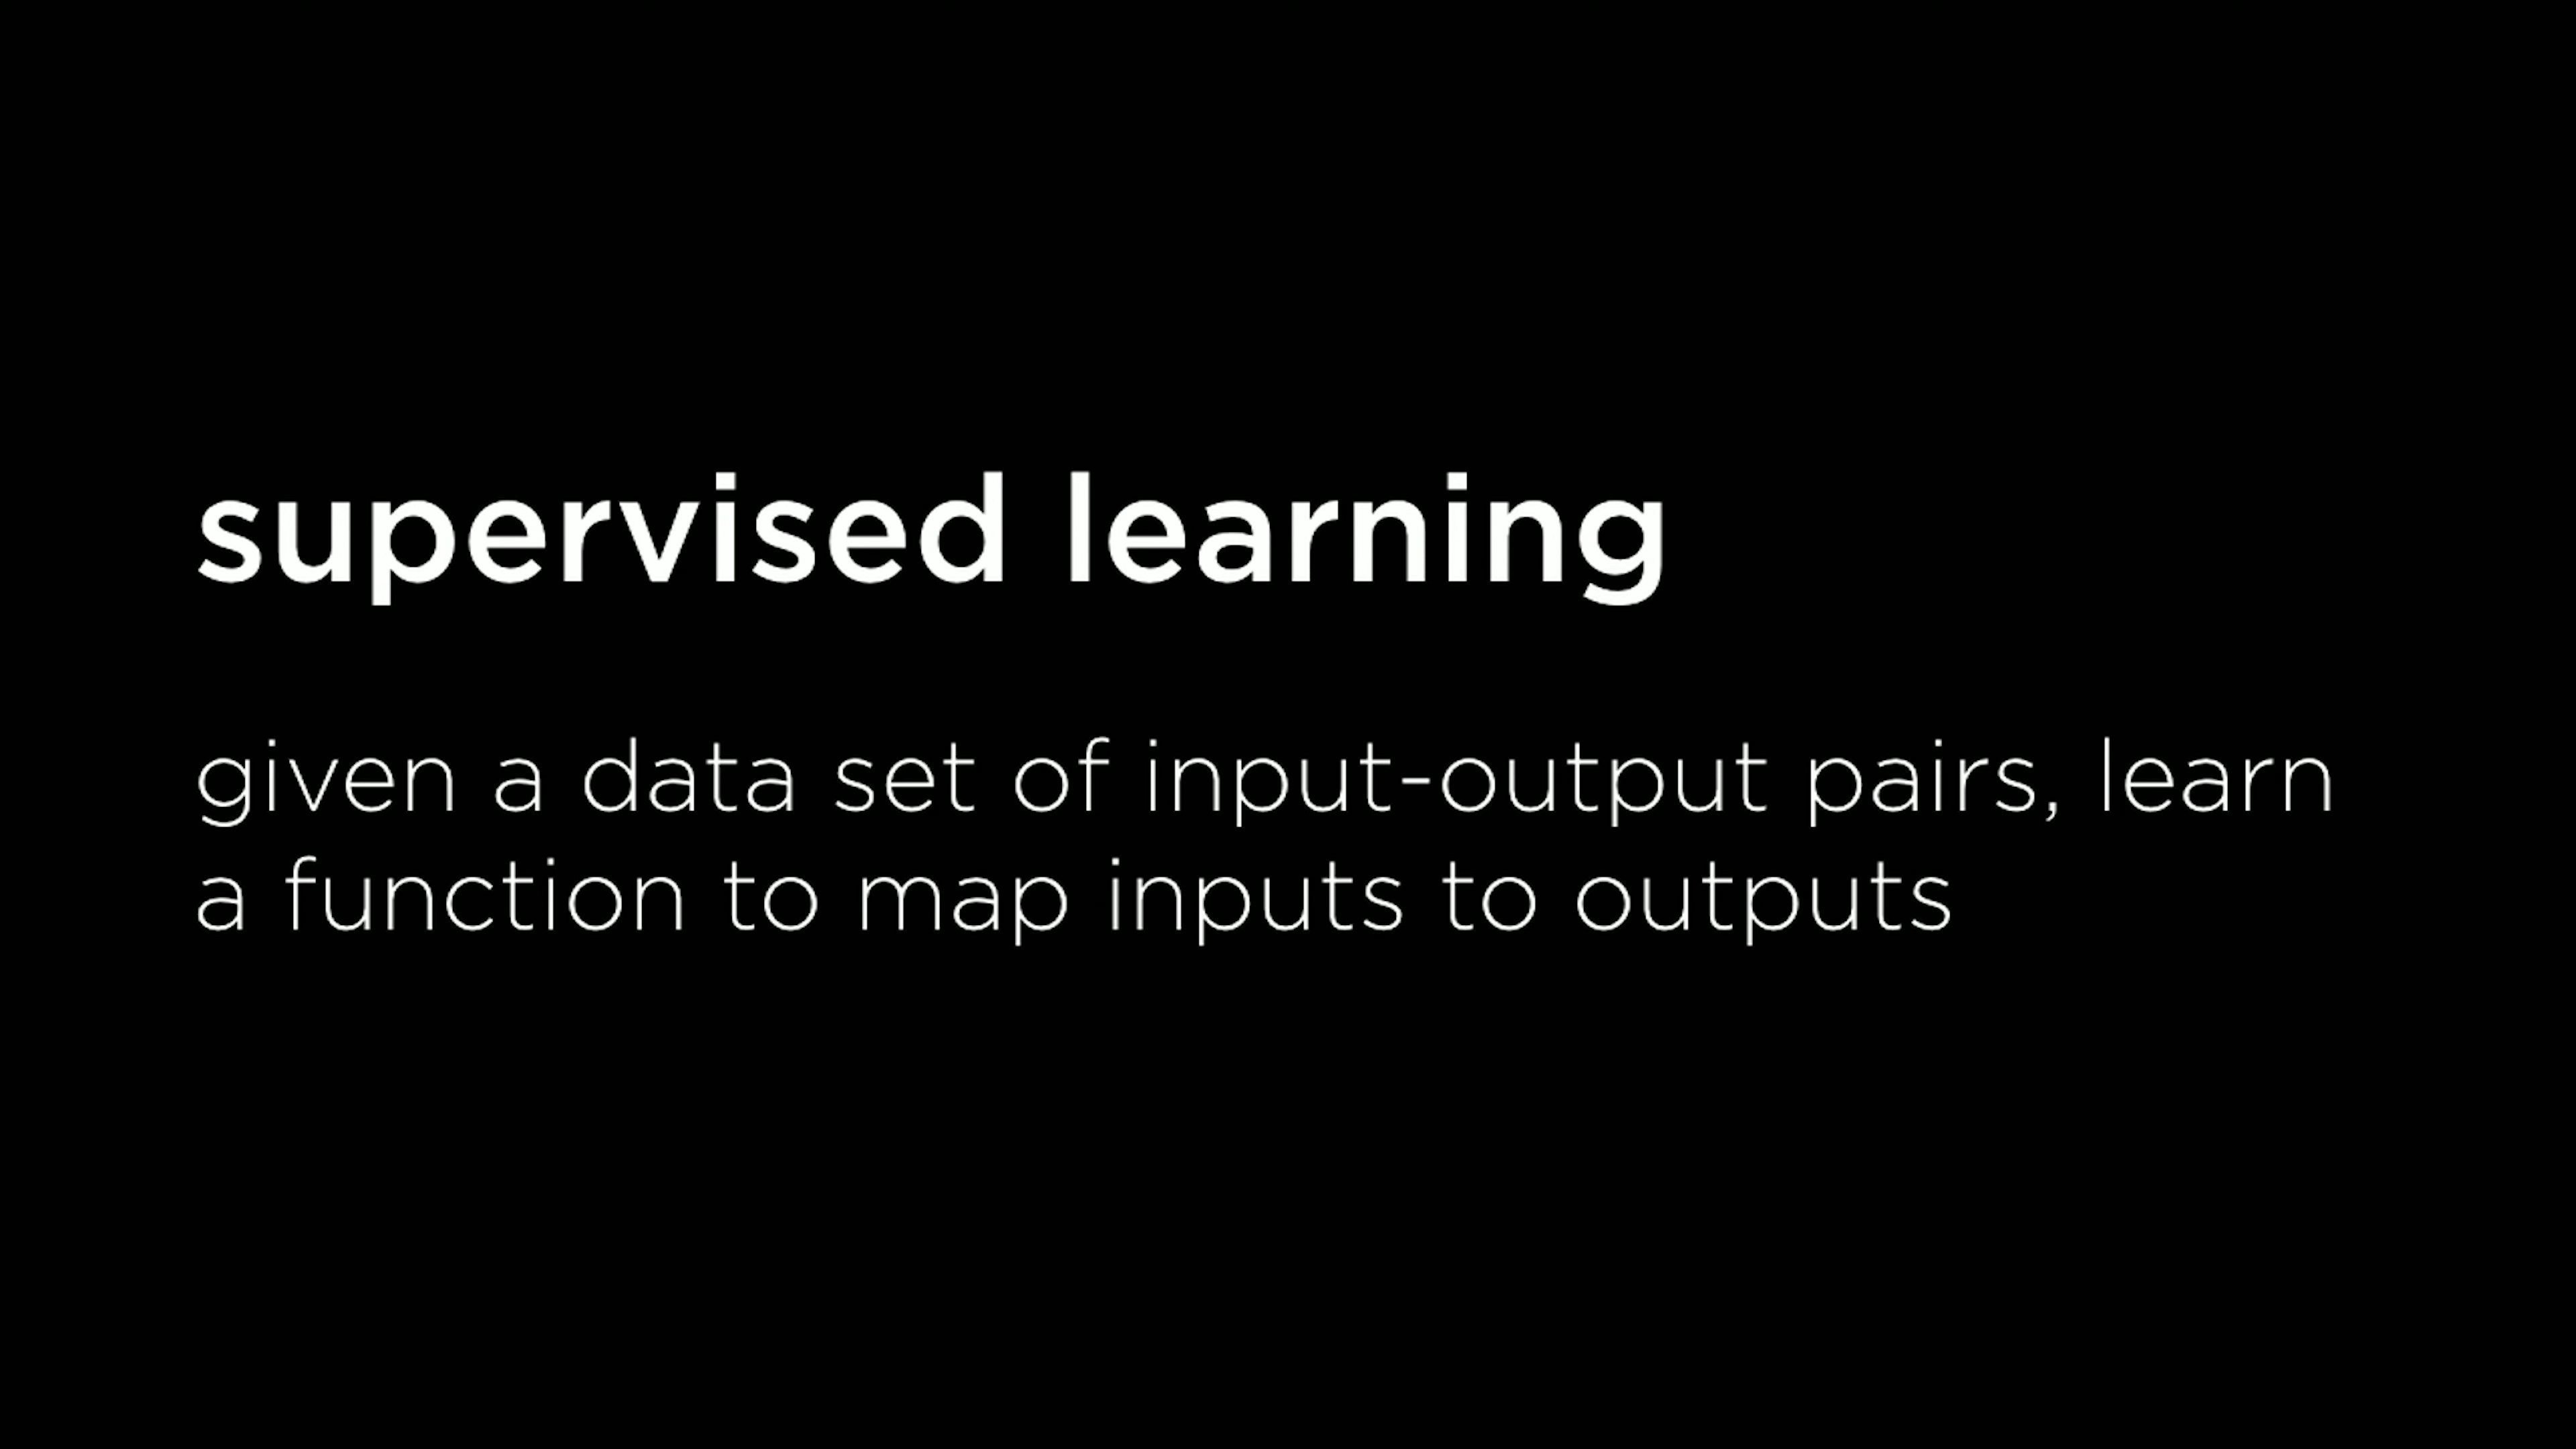 supervised learning
given a data set of input-output pairs, learn
a function to map inputs to outputs